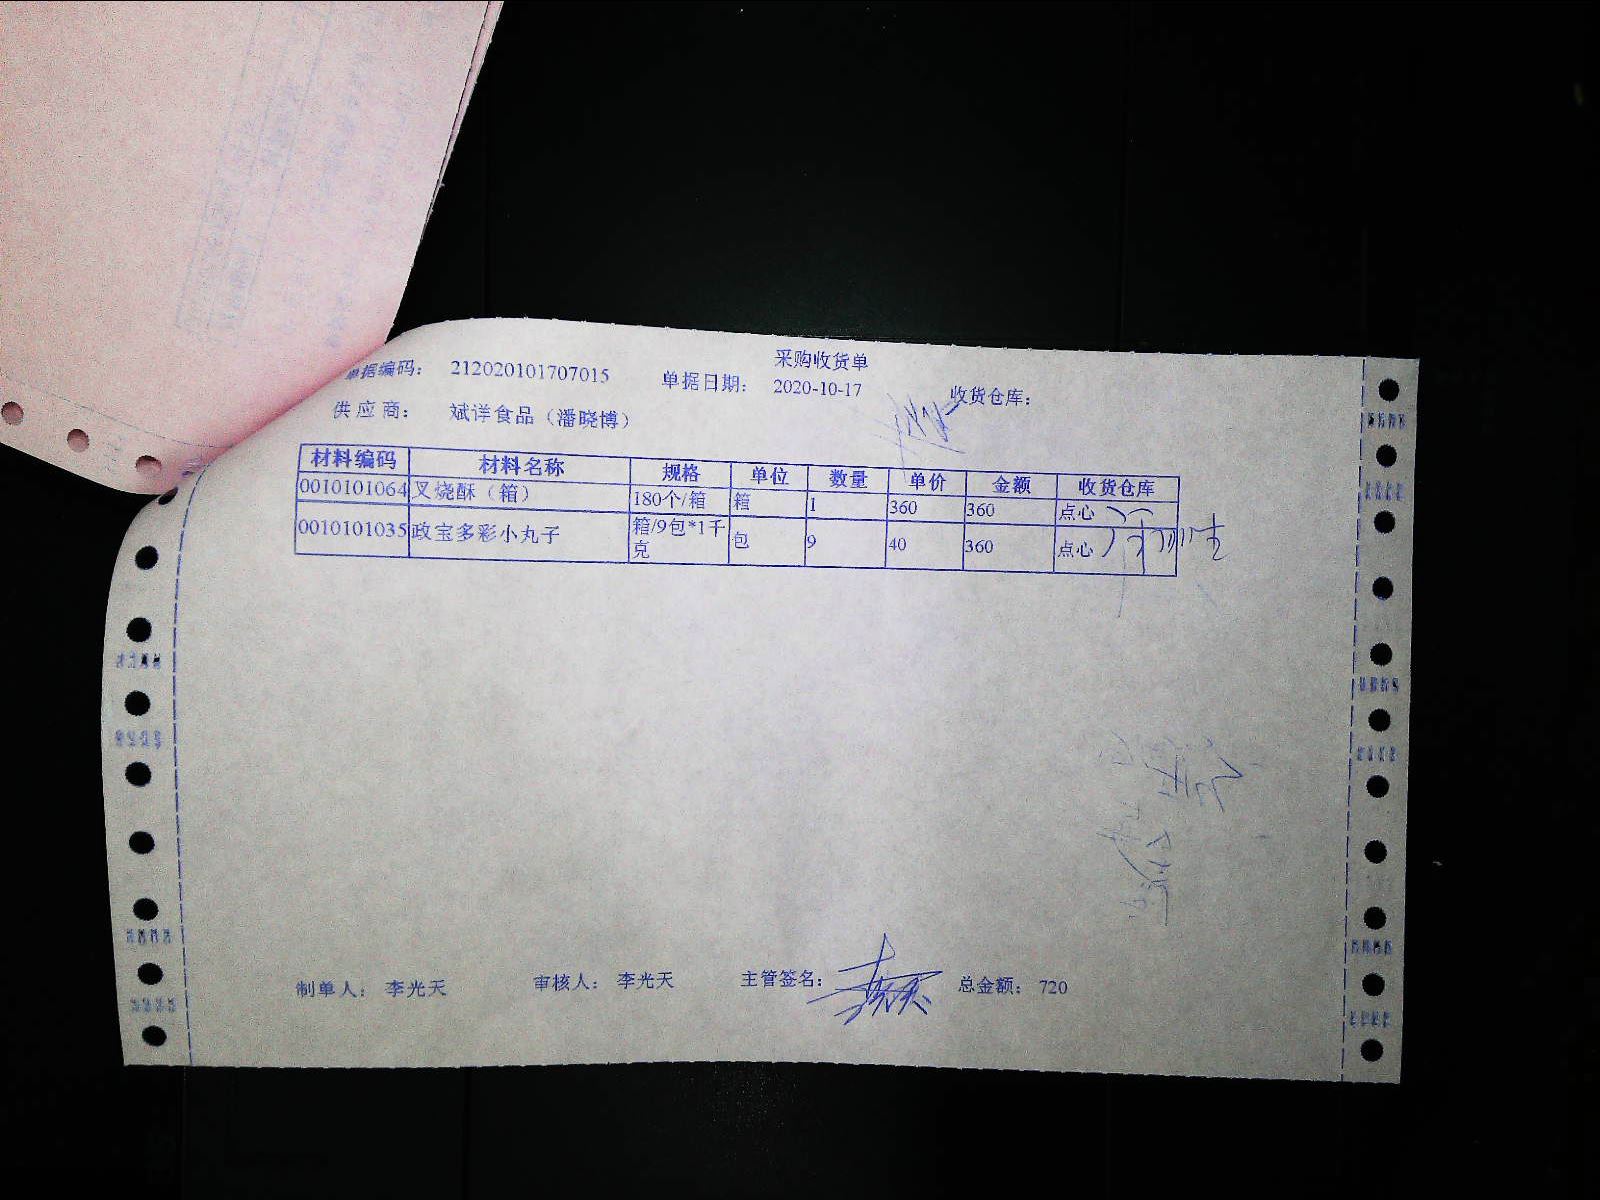 采购收货单
单据编码： 212020101707015 单据日期： 2020-10-17 收货仓库：
供应商： 斌详食品（潘晓博）
材料编码 材料名称 规格 单位 数量 单价 金额 收货仓库
0010101064 叉烧酥（箱） 180个/箱 箱 1 360 360 点心
0010101035 政宝多彩小丸子 箱/9包*1千克 包 9 40 360 点心
制单人： 李光天 审核人： 李光天 主管签名： 总金额： 720